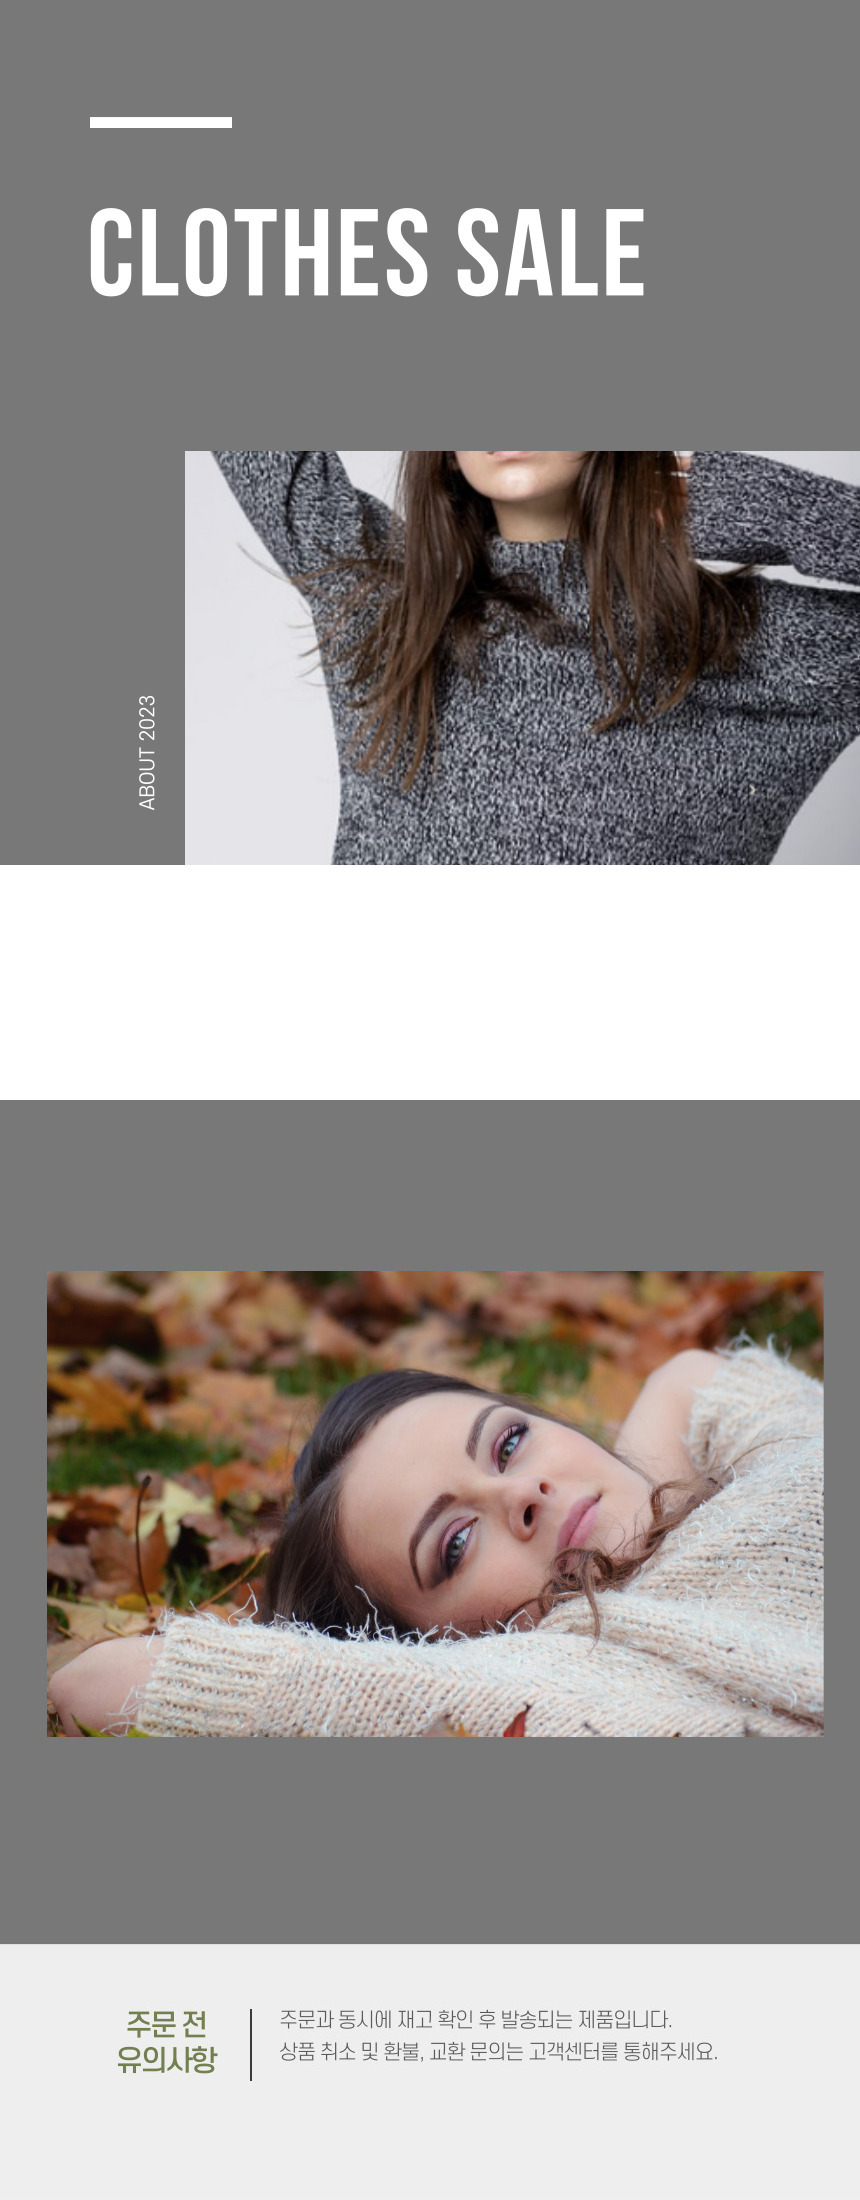 CLOTHES SALE
ABOUT 2023
주문 전
유의사항
주문과 동시에 재고 확인 후 발송되는 제품입니다.
상품 취소 및 환불, 교환 문의는 고객센터를 통해주세요.